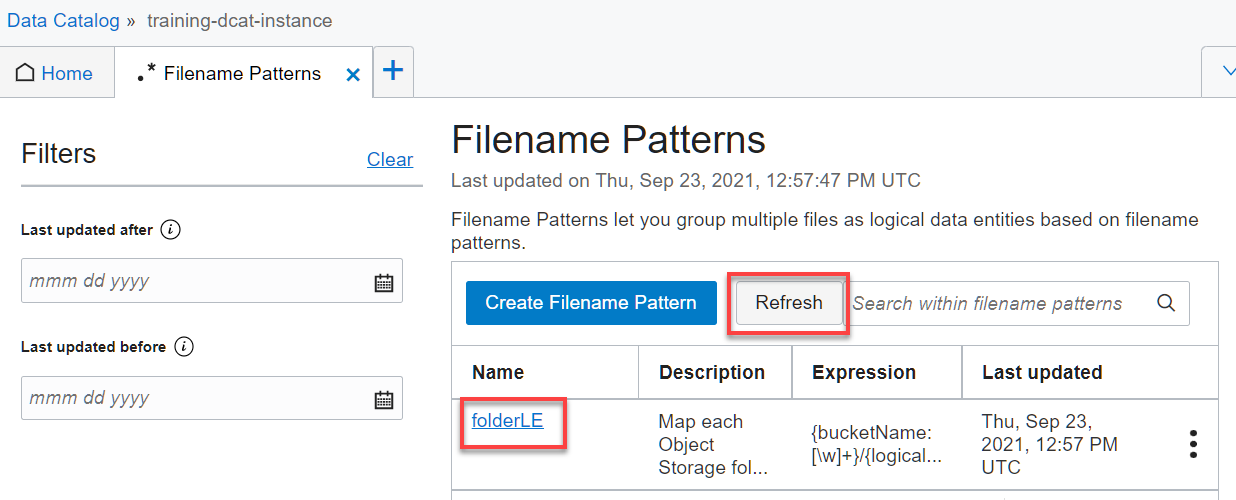 Data Catalog » training-dcat-instance
Home
.* Filename Patterns
Filters
Clear
Last updated after
mmm dd yyyy
Last updated before
mmm dd yyyy
Filename Patterns
Last updated on Thu, Sep 23, 2021, 12:57:47 PM UTC
Filename Patterns let you group multiple files as logical data entities based on filename
patterns.
Create Filename Pattern
Refresh
Search within filename patterns
Name Description Expression Last updated
folderLE
Map each
Object
Storage fol...
{bucketName:
[\w]+}/{logical...
Thu, Sep 23,
2021, 12:57 PM
UTC